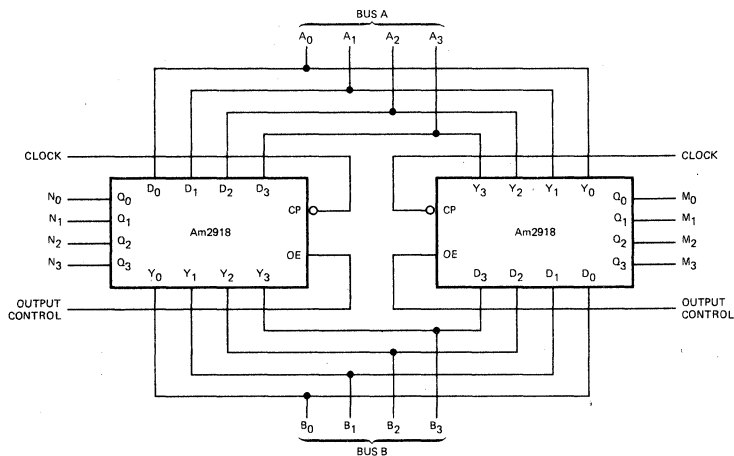 BUS A
A0 A1 A2 A3
CLOCK CLOCK
D0 D1 D2 D3 Y3 Y2 Y1 Y0
N0 Q0 CP CP Q0 M0
N1 Q1 Q1 M1
Am2918 Am2918
N2 Q2 Q2 M2
N3 Q3 OE OE Q3 M3
Y0 Y1 Y2 Y3 D3 D2 D1 D0
OUTPUT CONTROL OUTPUT CONTROL
B0 B1 B2 B3
BUS B